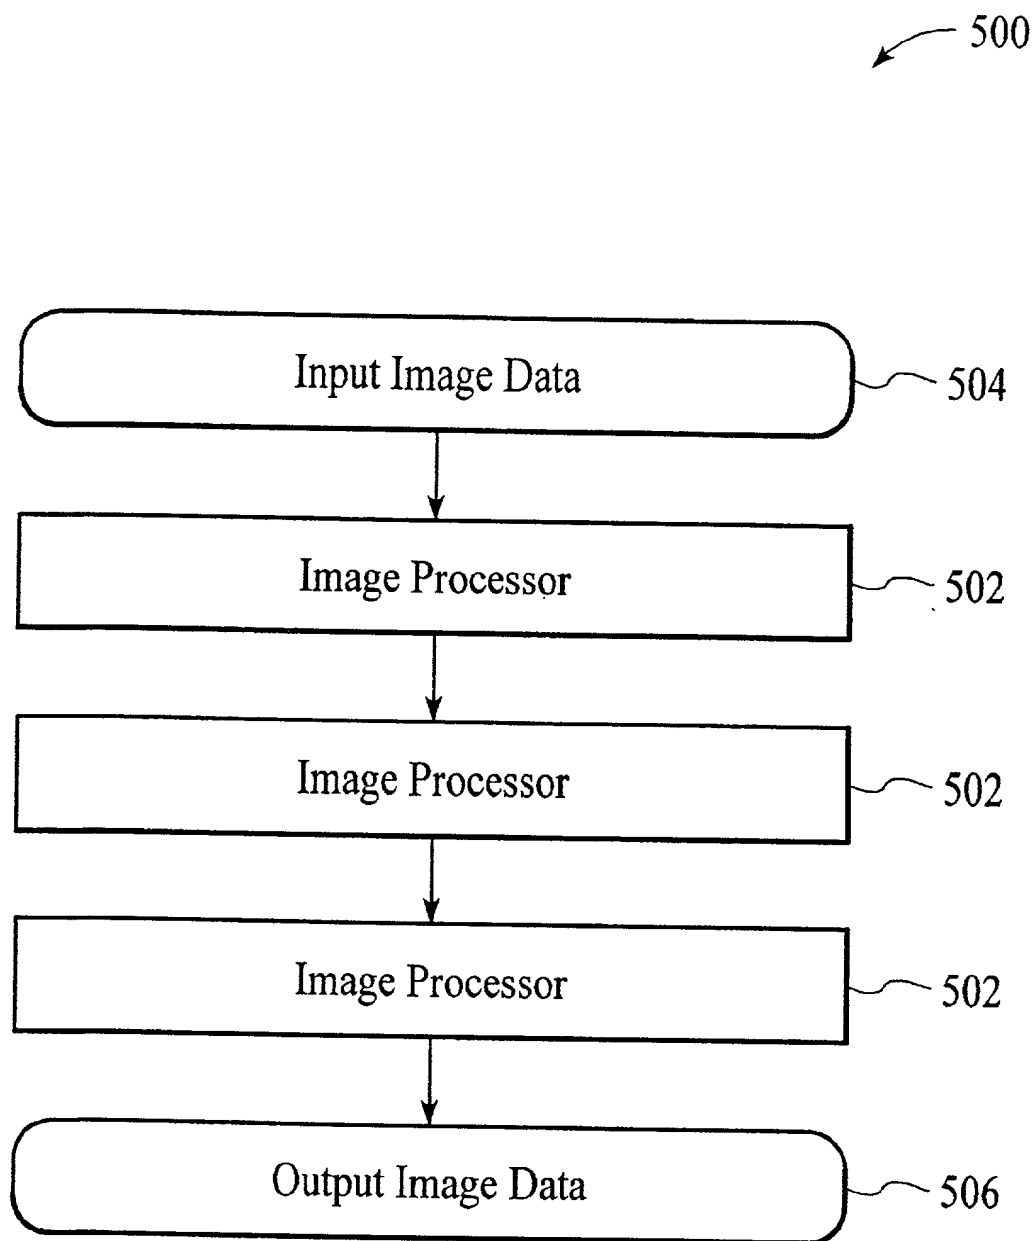 500
Input Image Data
504
Image Processor
502
Image Processor
502
Image Processor
502
Output Image Data
506